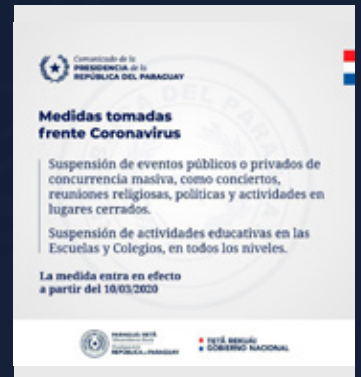 Comunicado de la
PRESIDENCIA de la
REPÚBLICA DEL PARAGUAY
Medidas tomadas
frente Coronavirus
Suspensión de eventos públicos o privados de
concurrencia masiva, como conciertos,
reuniones religiosas, políticas y actividades en
lugares cerrados.
Suspensión de actividades educativas en las
Escuelas y Colegios, en todos los niveles.
La medida entra en efecto
a partir del 10/03/2020
PARAGUÁI TETÃ
REPÚBLICA del PARAGUAY
TETÃ REKUÁI
GOBIERNO NACIONAL